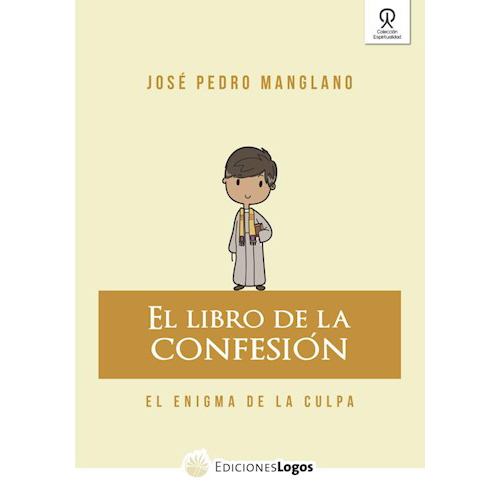 Colección
Espiritualidad
JOSÉ PEDRO MANGLANO
EL LIBRO DE LA
CONFESIÓN
EL ENIGMA DE LA CULPA
EDICIONESLogos